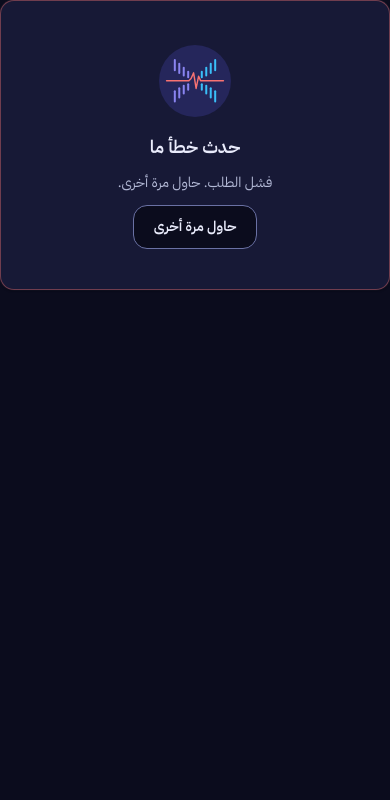 حدث خطأ ما
فشل الطلب. حاول مرة أخرى.
حاول مرة أخرى